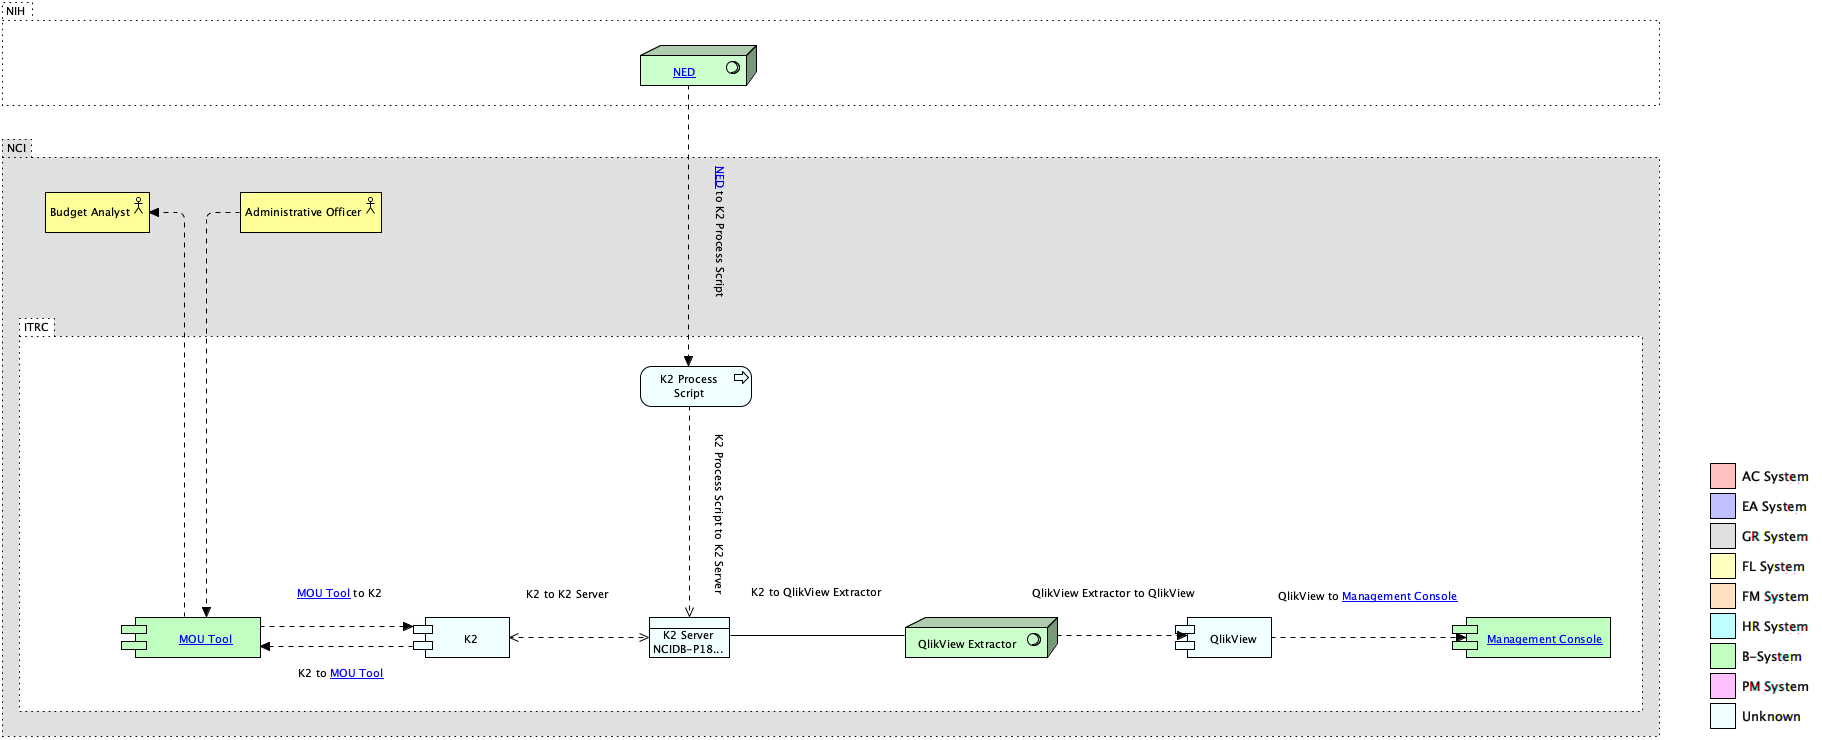 NIH
NED
NCI
NED to K2 Process Script
Budget Analyst
Administrative Officer
ITRC
K2 Process
Script
K2 Process Script to K2 Server
MOU Tool to K2
K2 to K2 Server
K2 to QlikView Extractor
QlikView Extractor to QlikView
QlikView to Management Console
MOU Tool
K2
K2 Server
NCIDB-P18...
QlikView Extractor
QlikView
Management Console
K2 to MOU Tool
AC System
EA System
GR System
FL System
FM System
HR System
B-System
PM System
Unknown